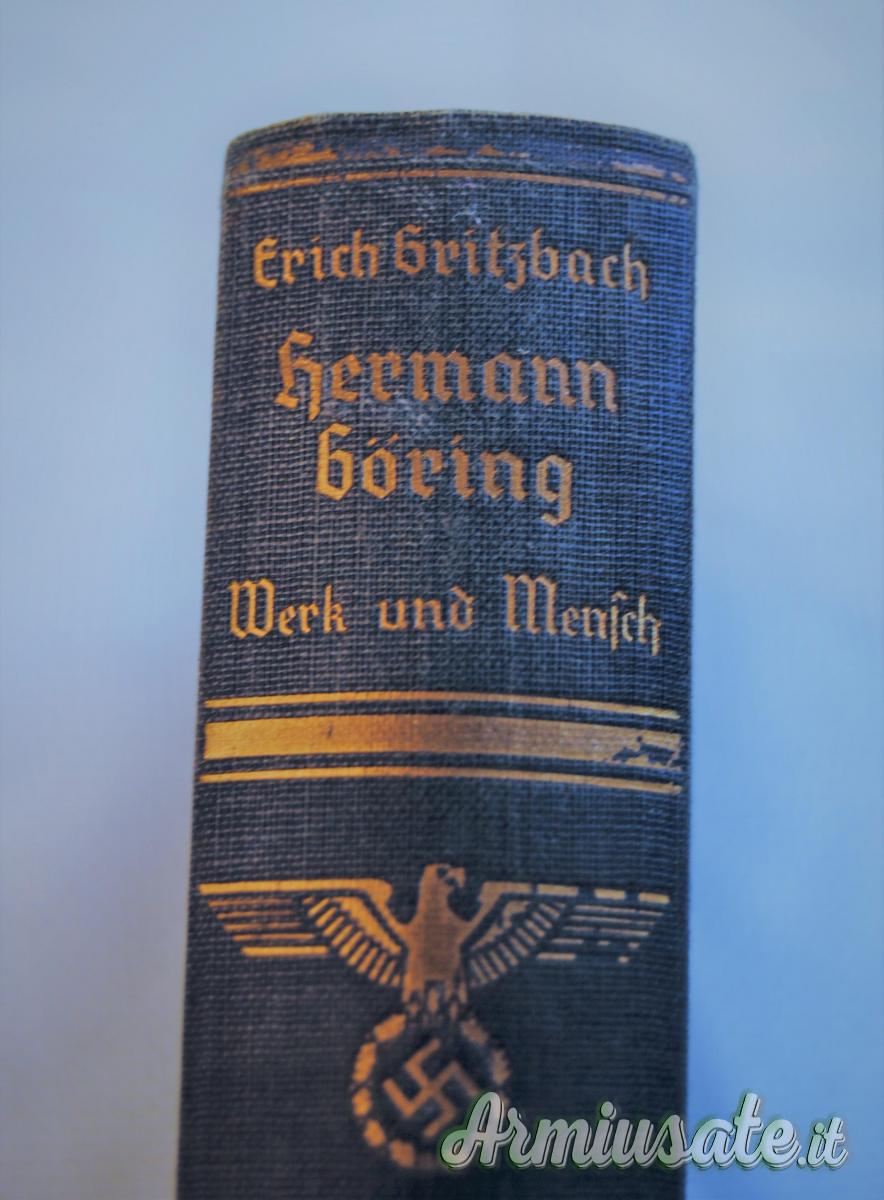 Erich Gritzbach
Hermann
Göring
Werk und Menſch
Armiusate.it